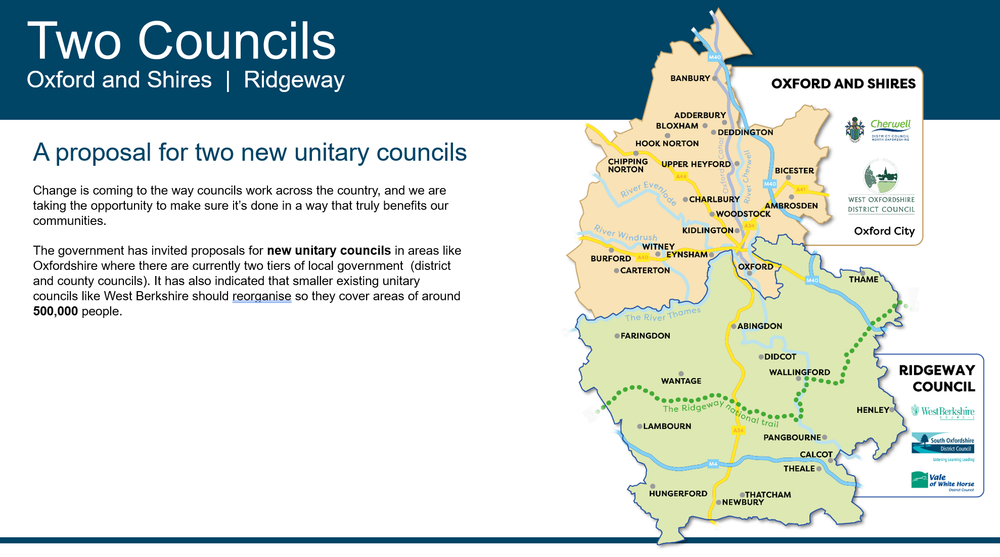 Two Councils
Oxford and Shires | Ridgeway
A proposal for two new unitary councils
Change is coming to the way councils work across the country, and we are
taking the opportunity to make sure it’s done in a way that truly benefits our
communities.
The government has invited proposals for new unitary councils in areas like
Oxfordshire where there are currently two tiers of local government  (district
and county councils). It has also indicated that smaller existing unitary
councils like West Berkshire should reorganise so they cover areas of around
500,000 people.
M40
BANBURY
ADDERBURY
BLOXHAM
DEDDINGTON
HOOK NORTON
Oxford Canal
River Cherwell
CHIPPING
NORTON
UPPER HEYFORD
A44
BICESTER
M40
A41
River Evenlode
CHARLBURY
AMBROSDEN
WOODSTOCK
A34
KIDLINGTON
River Windrush
WITNEY
EYNSHAM
BURFORD
A40
CARTERTON
OXFORD
M40
THAME
The River Thames
ABINGDON
FARINGDON
DIDCOT
WALLINGFORD
WANTAGE
The Ridgeway national trail
HENLEY
LAMBOURN
A34
PANGBOURNE
CALCOT
M4
THEALE
HUNGERFORD
THATCHAM
NEWBURY
OXFORD AND SHIRES
Cherwell
DISTRICT COUNCIL
NORTH OXFORDSHIRE
WEST OXFORDSHIRE
DISTRICT COUNCIL
Oxford City
RIDGEWAY
COUNCIL
WestBerkshire
COUNCIL
South Oxfordshire
District Council
Listening Learning Leading
Vale
of White Horse
District Council